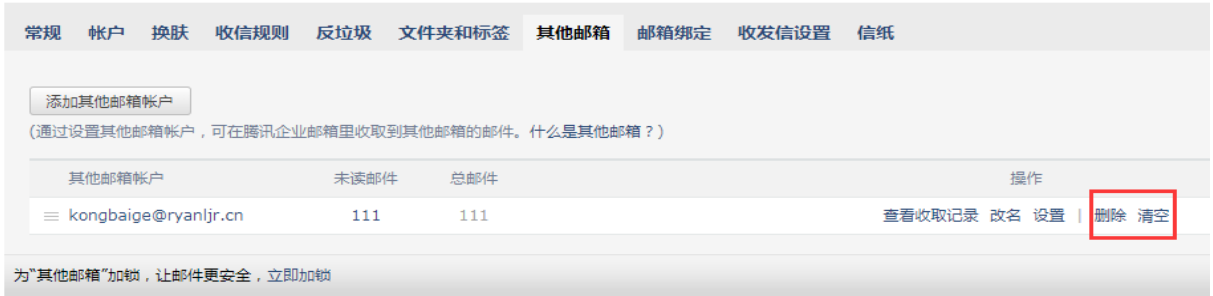 常规 帐户 换肤 收信规则 反垃圾 文件夹和标签 其他邮箱 邮箱绑定 收发信设置 信纸
添加其他邮箱帐户
(通过设置其他邮箱帐户，可在腾讯企业邮箱里收取到其他邮箱的邮件。什么是其他邮箱？)
其他邮箱帐户 未读邮件 总邮件 操作
kongbaige@ryanljr.cn 111 111 查看收取记录 改名 设置 | 删除 清空
为“其他邮箱”加锁，让邮件更安全，立即加锁